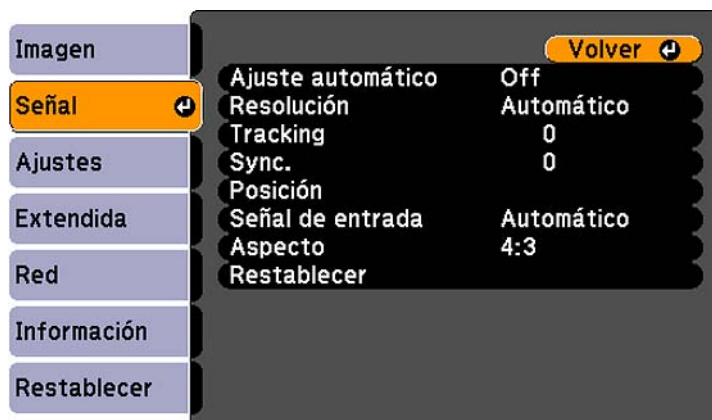 Imagen
Señal
Ajustes
Extendida
Red
Información
Restablecer
Volver
Ajuste automático Off
Resolución Automático
Tracking 0
Sync. 0
Posición
Señal de entrada Automático
Aspecto 4:3
Restablecer